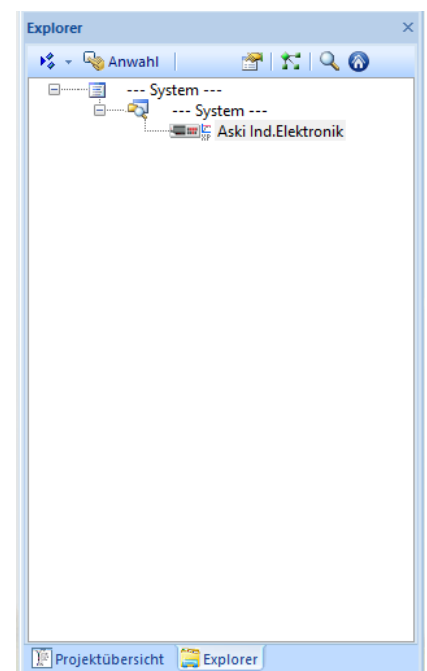 Explorer
Anwahl
--- System ---
--- System ---
Aski Ind.Elektronik
Projektübersicht Explorer